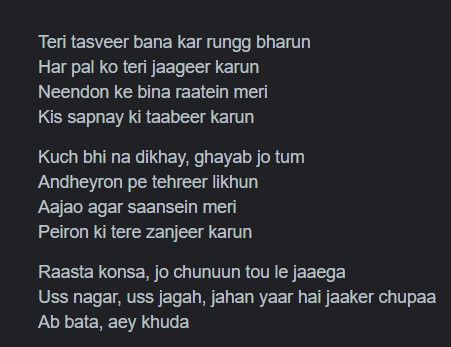 Teri tasveer bana kar rungg bharun
Har pal ko teri jaageer karun
Neendon ke bina raatein meri
Kis sapnay ki taabeer karun
Kuch bhi na dikhay, ghayab jo tum
Andheyron pe tehreer likhun
Aajao agar saansein meri
Peiron ki tere zanjeer karun
Raasta konsa, jo chunuun tou le jaaega
Uss nagar, uss jagah, jahan yaar hai jaaker chupaa
Ab bata, aey khuda